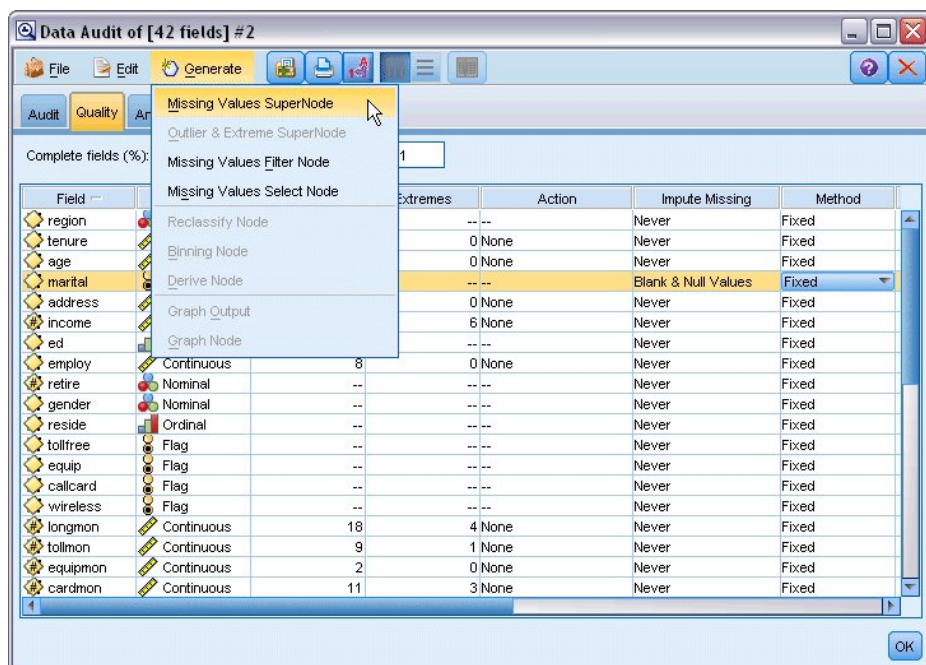 Data Audit of [42 fields] #2
File Edit Generate
Audit Quality An
Missing Values SuperNode
Outlier & Extreme SuperNode
Missing Values Filter Node
Missing Values Select Node
Reclassify Node
Binning Node
Derive Node
Graph Output
Graph Node
Complete fields (%): 1
Field Extremes Action Impute Missing Method
region -- -- Never Fixed
tenure 0 None Never Fixed
age 0 None Never Fixed
marital -- -- Blank & Null Values Fixed
address 0 None Never Fixed
income 6 None Never Fixed
ed -- -- Never Fixed
employ Continuous 8 0 None Never Fixed
retire Nominal -- -- -- Never Fixed
gender Nominal -- -- -- Never Fixed
reside Ordinal -- -- -- Never Fixed
tollfree Flag -- -- -- Never Fixed
equip Flag -- -- -- Never Fixed
callcard Flag -- -- -- Never Fixed
wireless Flag -- -- -- Never Fixed
longmon Continuous 18 4 None Never Fixed
tollmon Continuous 9 1 None Never Fixed
equipmon Continuous 2 0 None Never Fixed
cardmon Continuous 11 3 None Never Fixed
OK